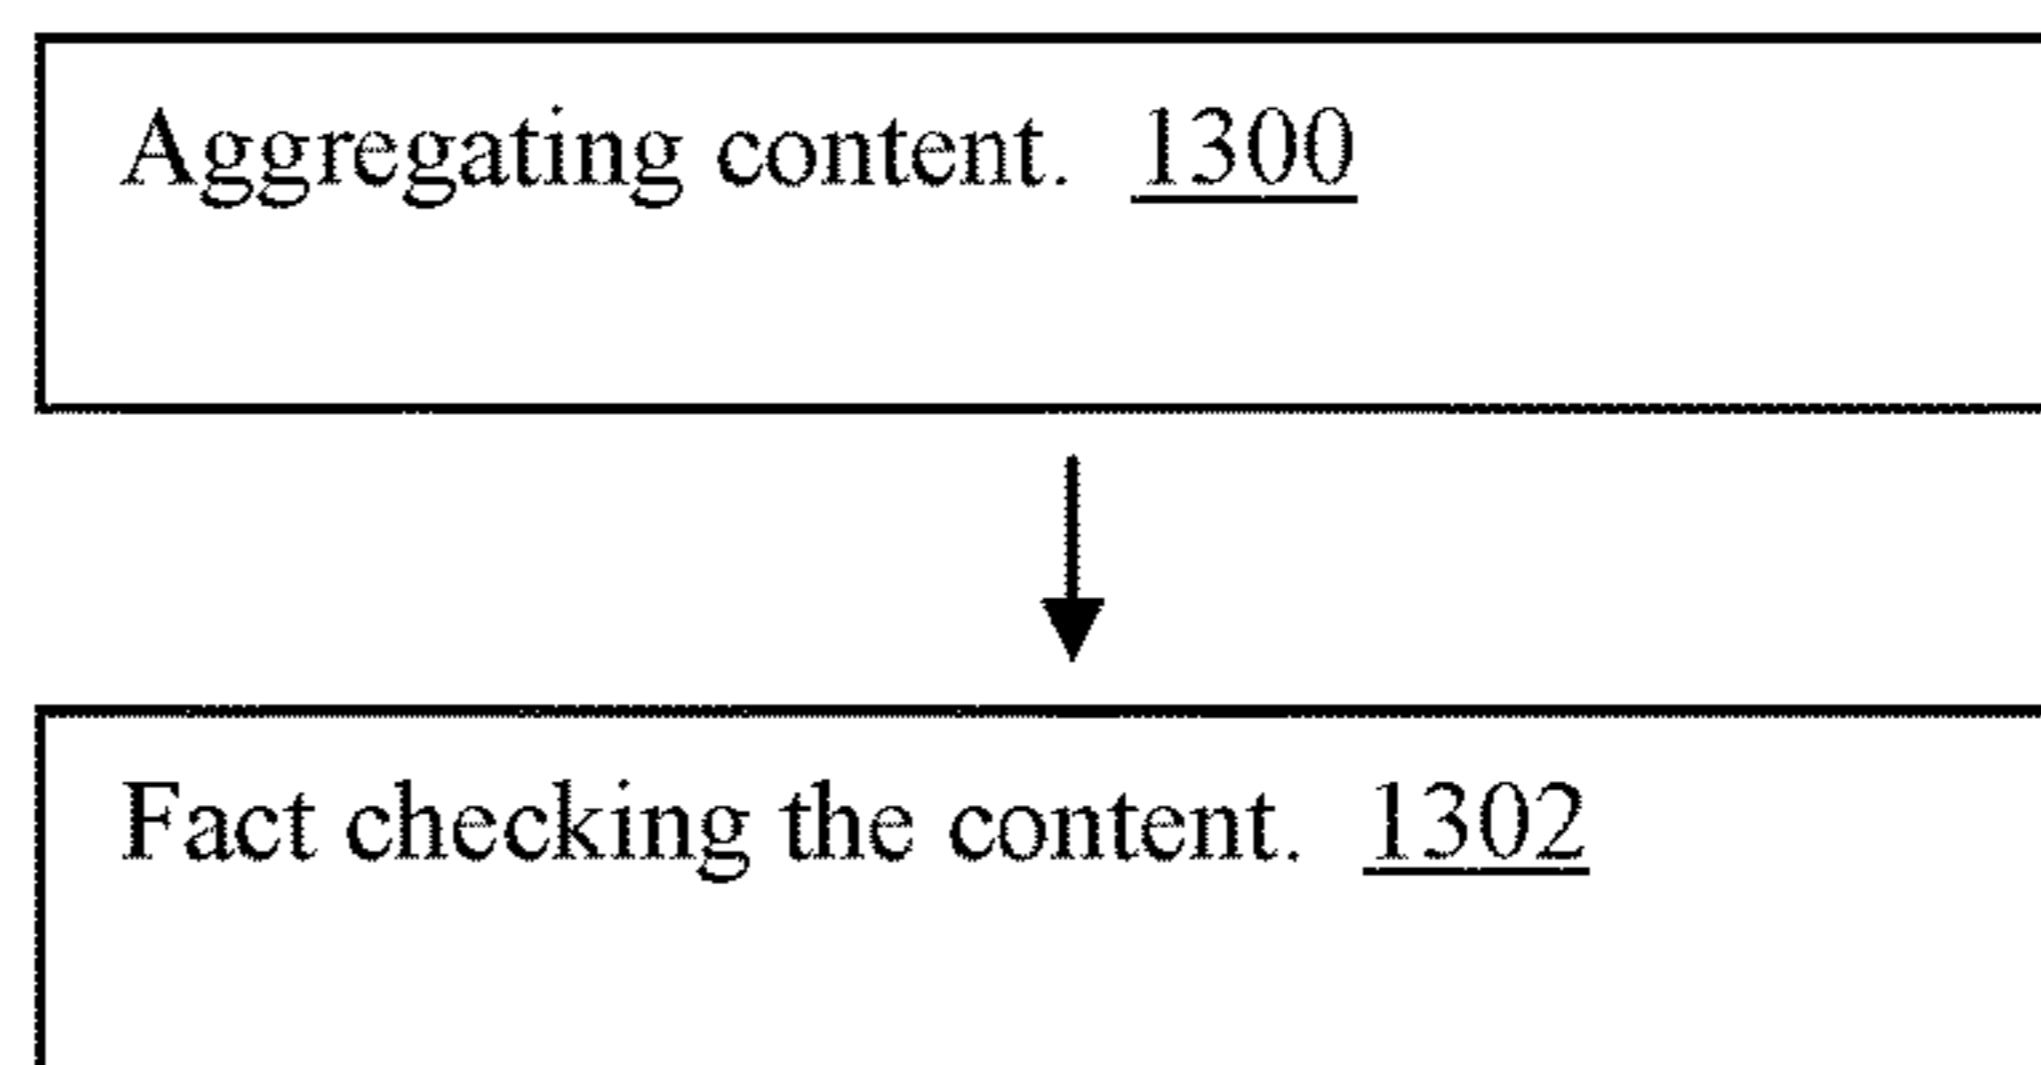 Aggregating content. 1300
Fact checking the content. 1302